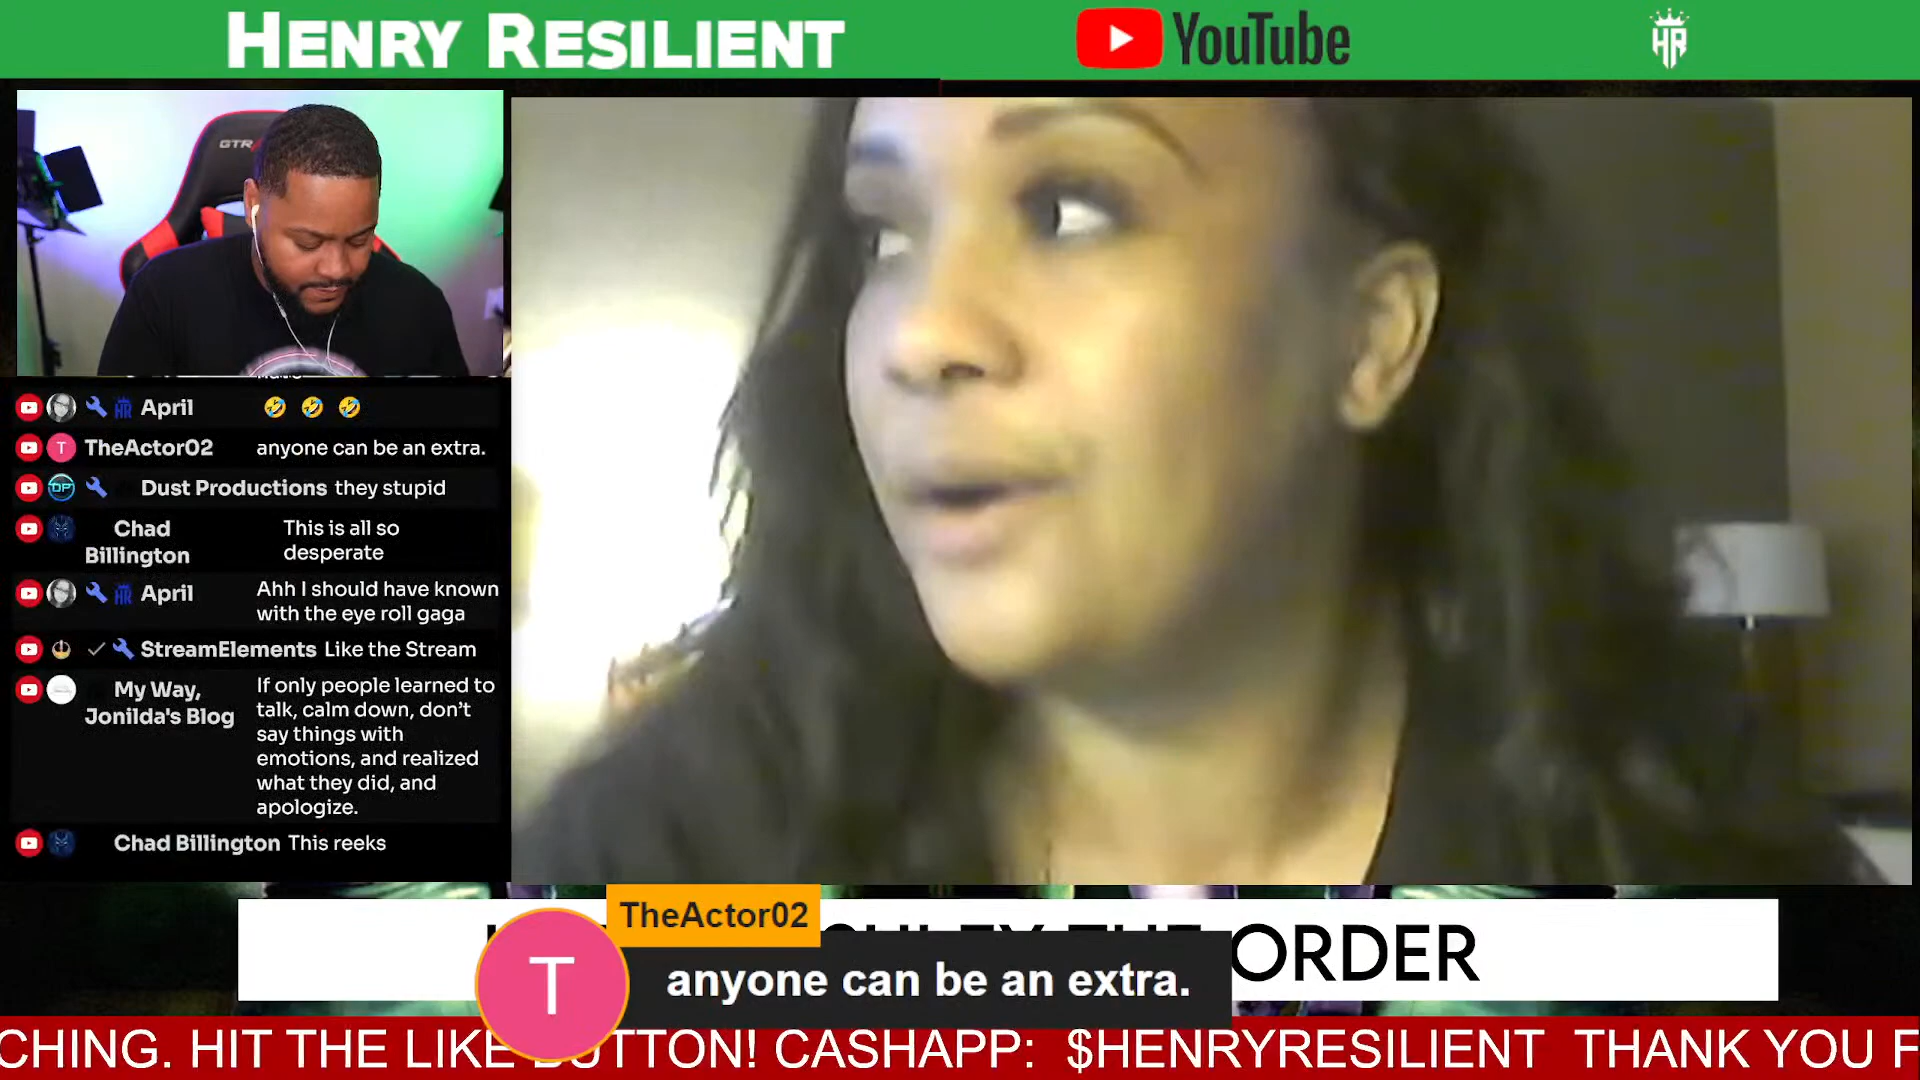 HENRY RESILIENT
YouTube
HR
GTR
April 🤣 🤣 🤣
TheActor02 anyone can be an extra.
DP
Dust Productions they stupid
Chad Billington
This is all so
desperate
April
Ahh I should have known
with the eye roll gaga
StreamElements Like the Stream
My Way,
Jonilda's Blog
If only people learned to
talk, calm down, don’t
say things with
emotions, and realized
what they did, and
apologize.
Chad Billington This reeks
TheActor02
T
anyone can be an extra.
ORDER
CHING. HIT THE LIKE BUTTON! CASHAPP: $HENRYRESILIENT THANK YOU F